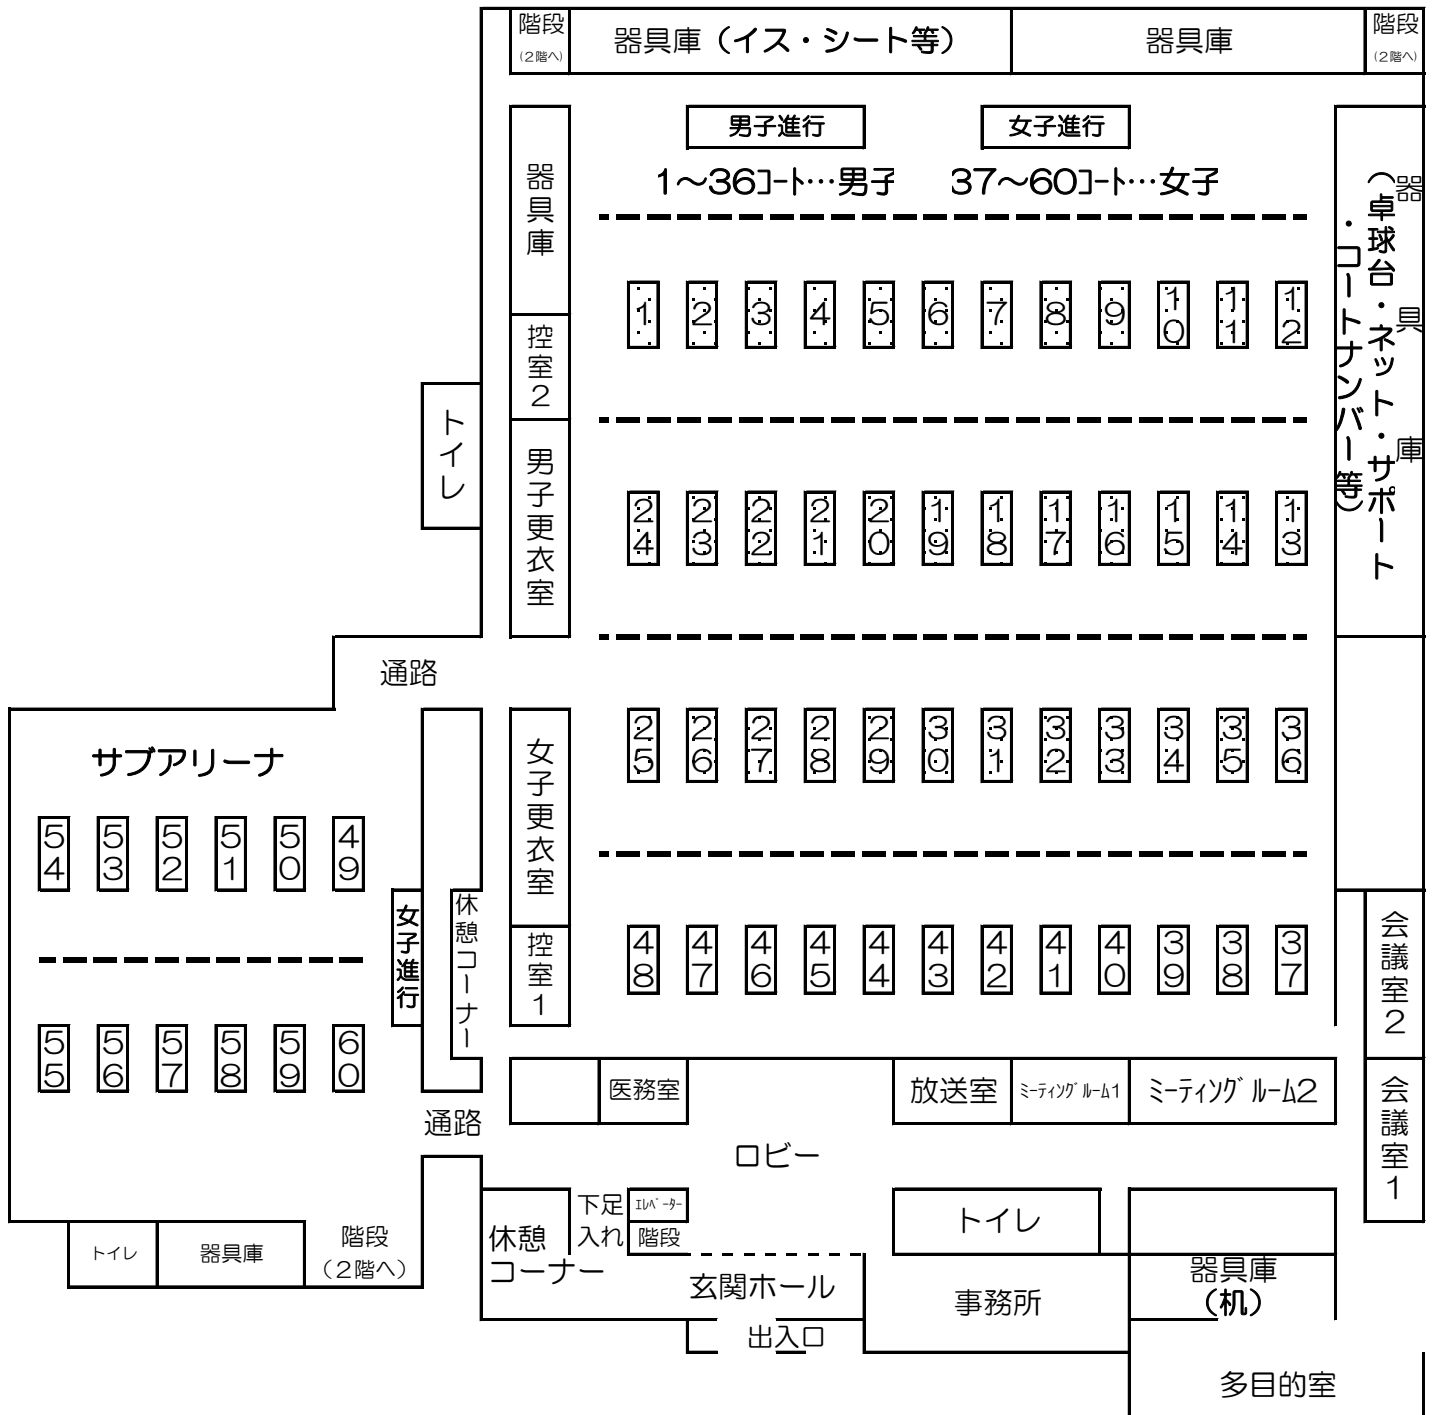 階段
(２階へ)
器具庫（イス・シート等）
器具庫
階段
(２階へ)
男子進行
女子進行
1～36ｺｰﾄ…男子
37～60ｺｰﾄ…女子
器具庫
控室２
男子更衣室
トイレ
器具庫
（卓球台・ネット・サポート
・コートナンバー等）
1 2 3 4 5 6 7 8 9 10 11 12
24 23 22 21 20 19 18 17 16 15 14 13
通路
25 26 27 28 29 30 31 32 33 34 35 36
サブアリーナ
女子更衣室
54 53 52 51 50 49
女子進行
休憩コーナー
控室１
48 47 46 45 44 43 42 41 40 39 38 37
会議室２
55 56 57 58 59 60
医務室
放送室
ﾐｰﾃｨﾝｸﾞﾙｰﾑ1
ﾐｰﾃｨﾝｸﾞﾙｰﾑ2
会議室１
通路
ロビー
下足
入れ
ｴﾚﾍﾞｰﾀｰ
階段
休憩
コーナー
トイレ
トイレ
器具庫
階段
（２階へ）
玄関ホール
事務所
器具庫
（机）
出入口
多目的室